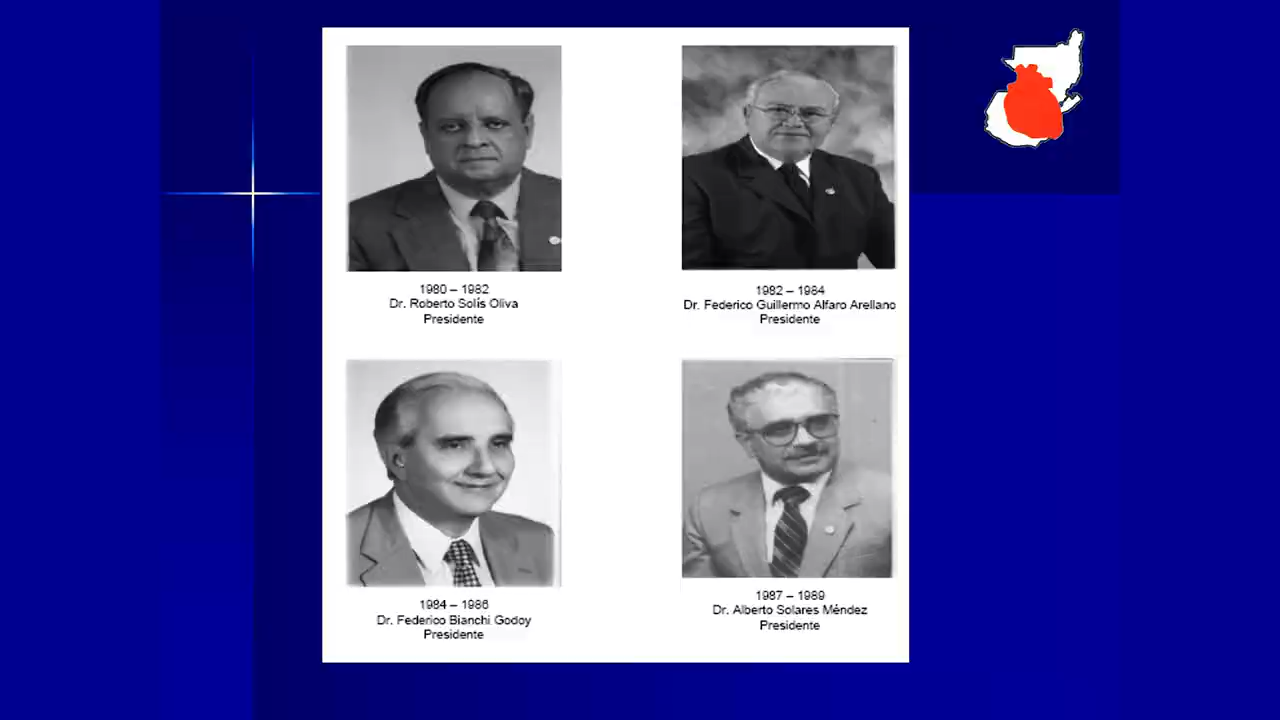 1980 – 1982
Dr. Roberto Solís Oliva
Presidente
1982 – 1984
Dr. Federico Guillermo Alfaro Arellano
Presidente
1984 – 1986
Dr. Federico Bianchi Godoy
Presidente
1987 – 1989
Dr. Alberto Solares Méndez
Presidente